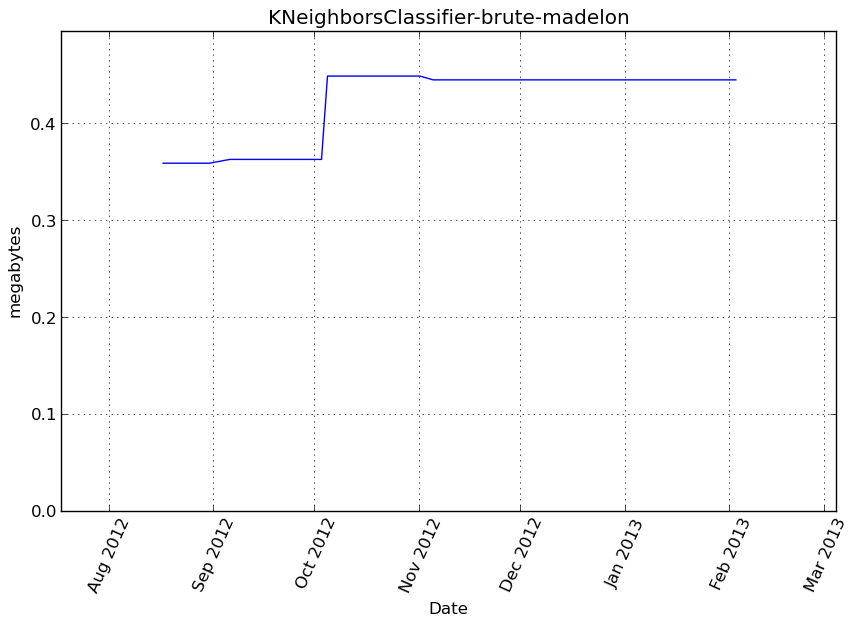 KNeighborsClassifier-brute-madelon
megabytes
0.4
0.3
0.2
0.1
0.0
Aug 2012
Sep 2012
Oct 2012
Nov 2012
Dec 2012
Jan 2013
Feb 2013
Mar 2013
Date